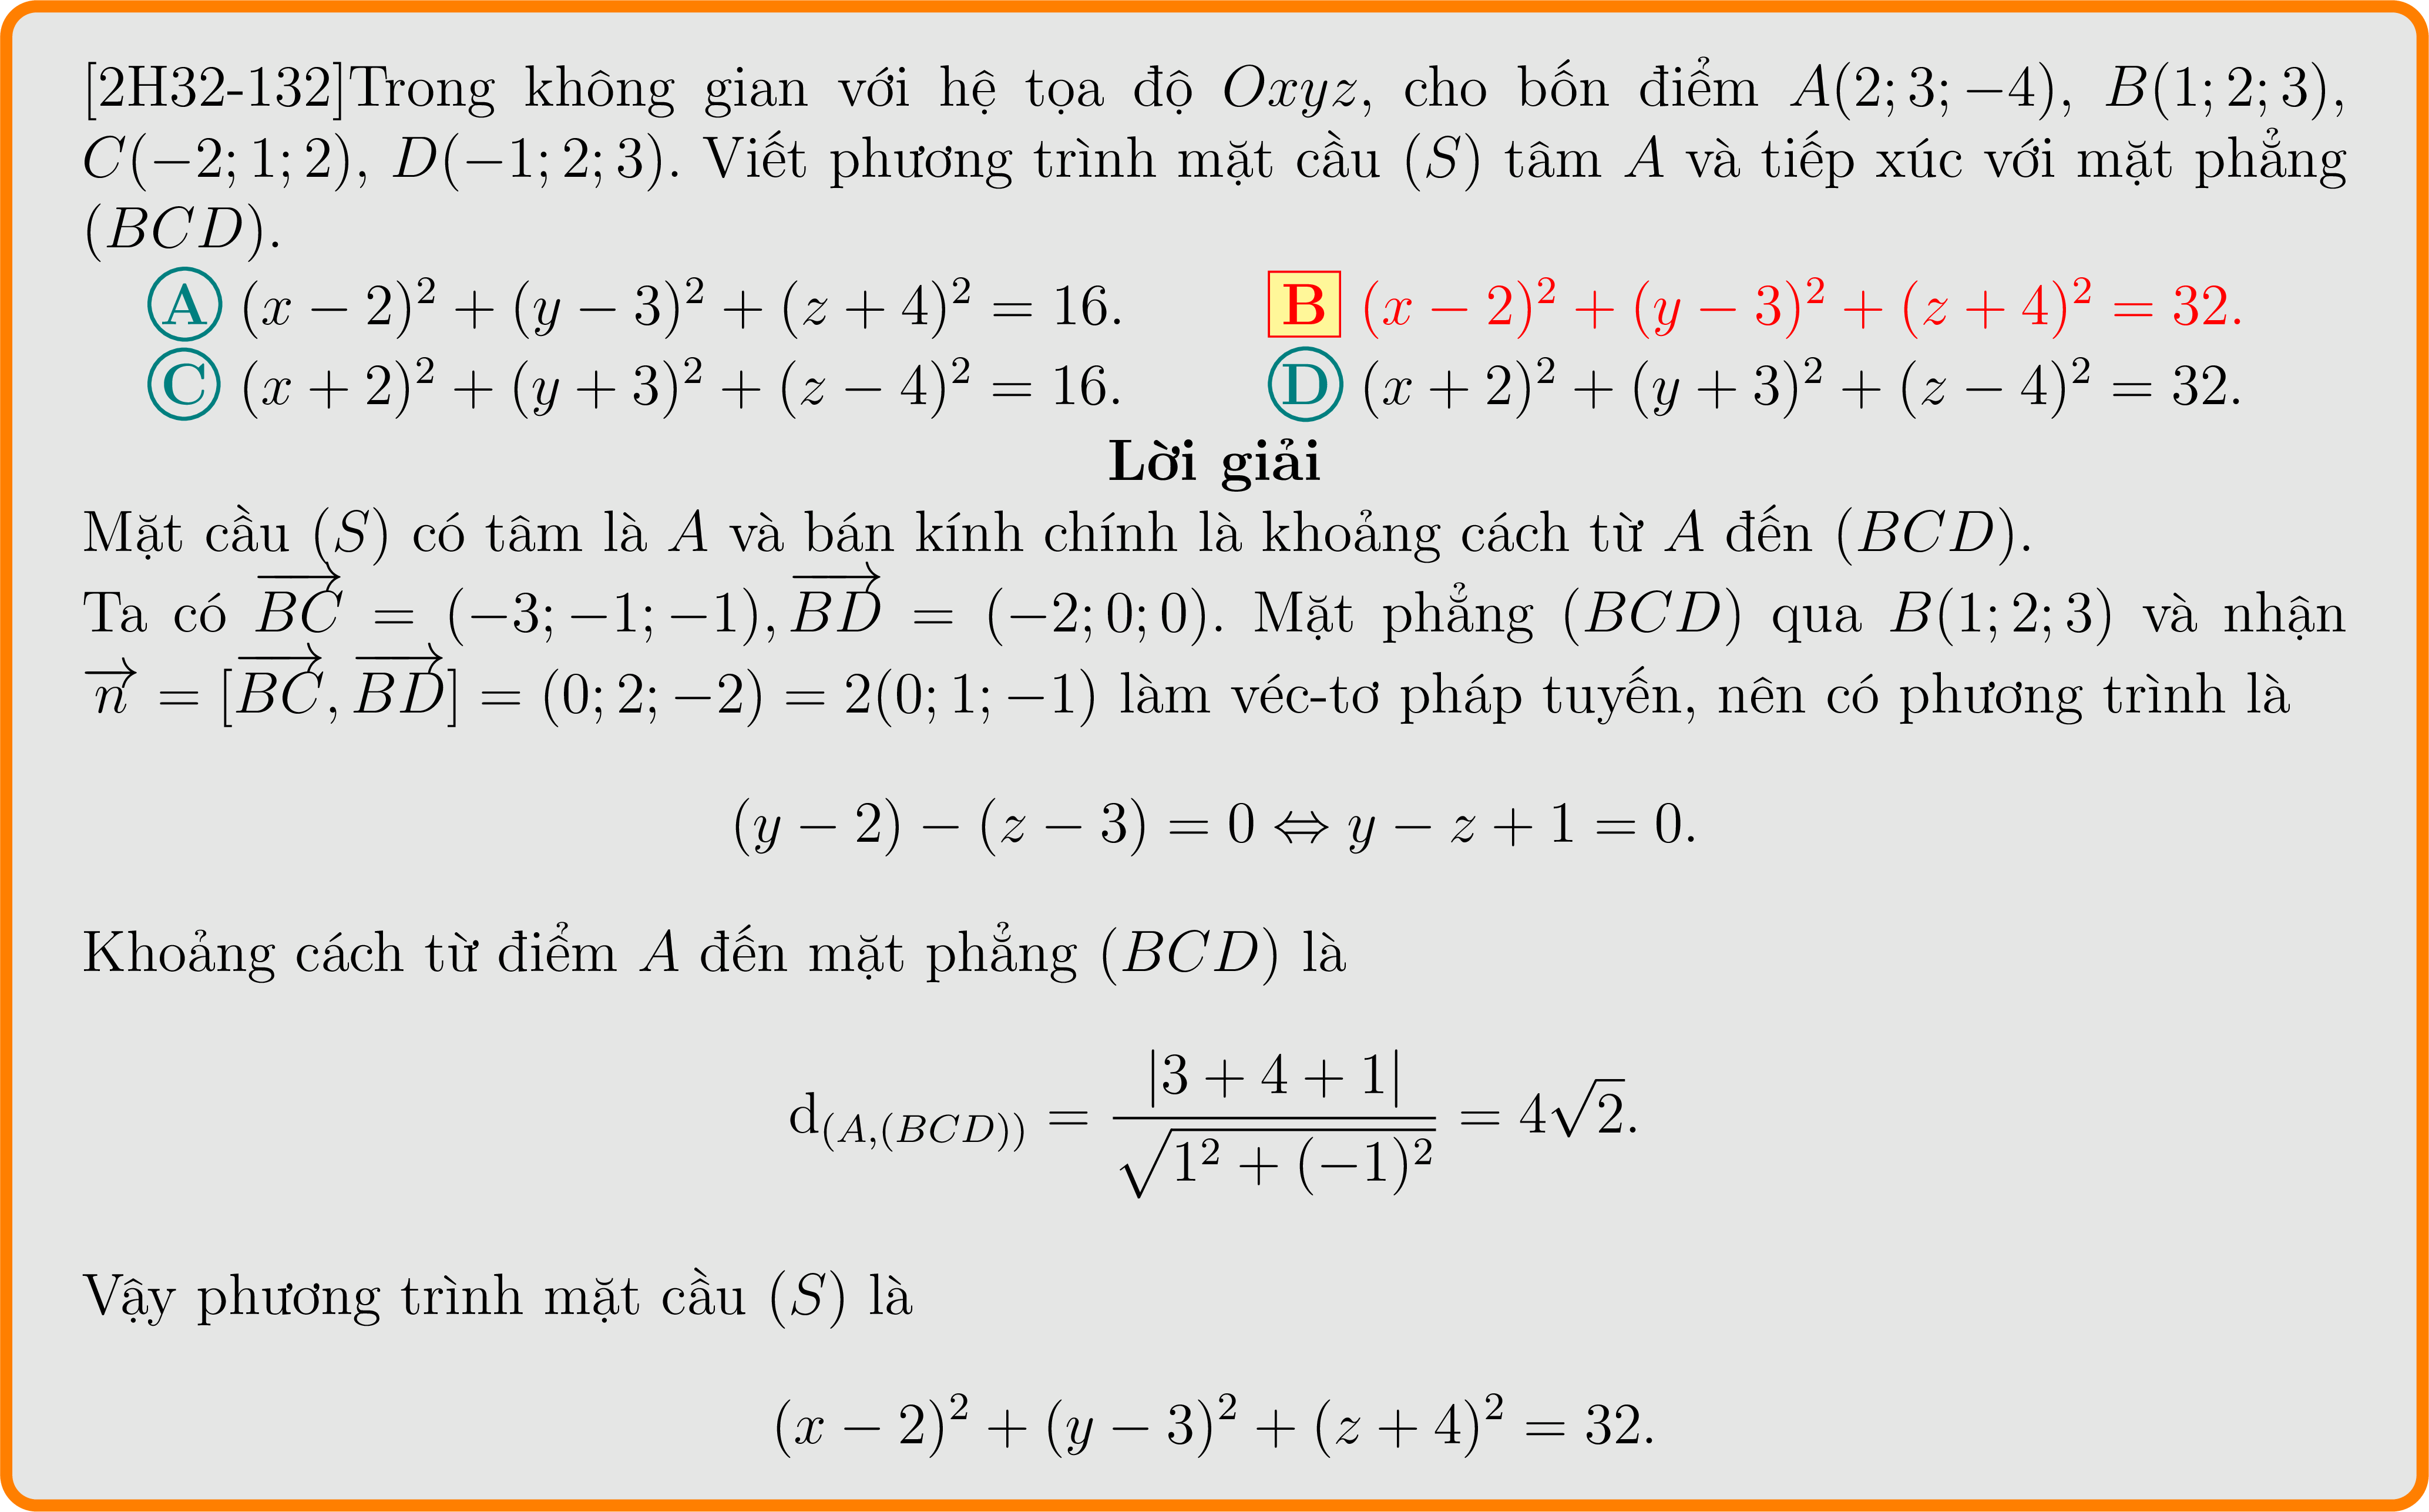 [2H32-132]Trong không gian với hệ tọa độ Oxyz, cho bốn điểm A(2; 3; −4), B(1; 2; 3),
C(−2; 1; 2), D(−1; 2; 3). Viết phương trình mặt cầu (S) tâm A và tiếp xúc với mặt phẳng
(BCD).
A (x − 2)² + (y − 3)² + (z + 4)² = 16. B (x − 2)² + (y − 3)² + (z + 4)² = 32.
C (x + 2)² + (y + 3)² + (z − 4)² = 16. D (x + 2)² + (y + 3)² + (z − 4)² = 32.
Lời giải
Mặt cầu (S) có tâm là A và bán kính chính là khoảng cách từ A đến (BCD).
Ta có \overrightarrow{BC} = (−3; −1; −1), \overrightarrow{BD} = (−2; 0; 0). Mặt phẳng (BCD) qua B(1; 2; 3) và nhận
\overrightarrow{n} = [\overrightarrow{BC}, \overrightarrow{BD}] = (0; 2; −2) = 2(0; 1; −1) làm véc-tơ pháp tuyến, nên có phương trình là
(y − 2) − (z − 3) = 0 ⇔ y − z + 1 = 0.
Khoảng cách từ điểm A đến mặt phẳng (BCD) là
d_{(A,(BCD))} = \frac{|3 + 4 + 1|}{\sqrt{1² + (−1)²}} = 4√2.
Vậy phương trình mặt cầu (S) là
(x − 2)² + (y − 3)² + (z + 4)² = 32.